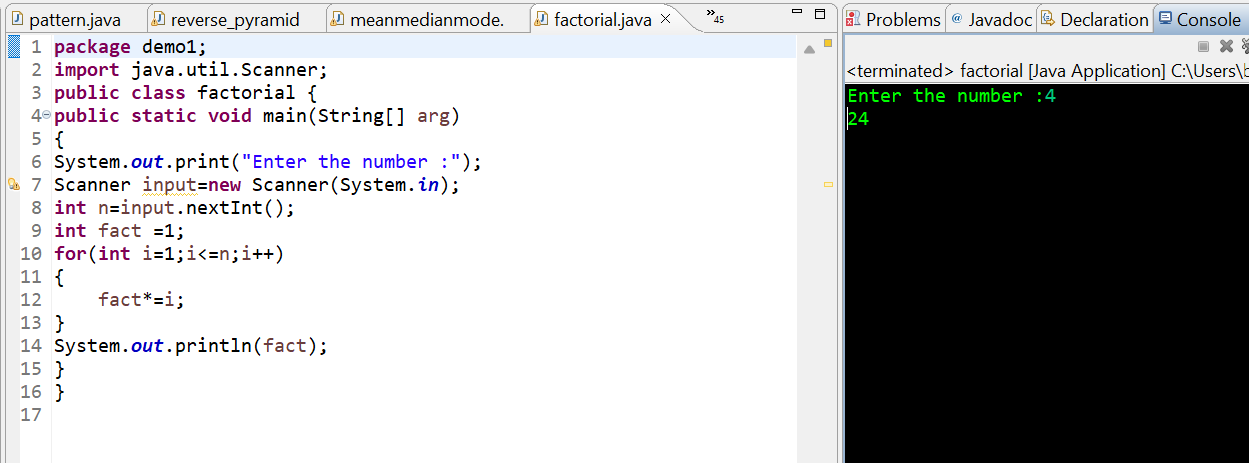 pattern.java reverse_pyramid meanmedianmode. factorial.java »45
1 package demo1;
2 import java.util.Scanner;
3 public class factorial {
4 public static void main(String[] arg)
5 {
6 System.out.print("Enter the number :");
7 Scanner input=new Scanner(System.in);
8 int n=input.nextInt();
9 int fact =1;
10 for(int i=1;i<=n;i++)
11 {
12     fact*=i;
13 }
14 System.out.println(fact);
15 }
16 }
17
Problems @ Javadoc Declaration Console
<terminated> factorial [Java Application] C:\Users\b
Enter the number :4
24